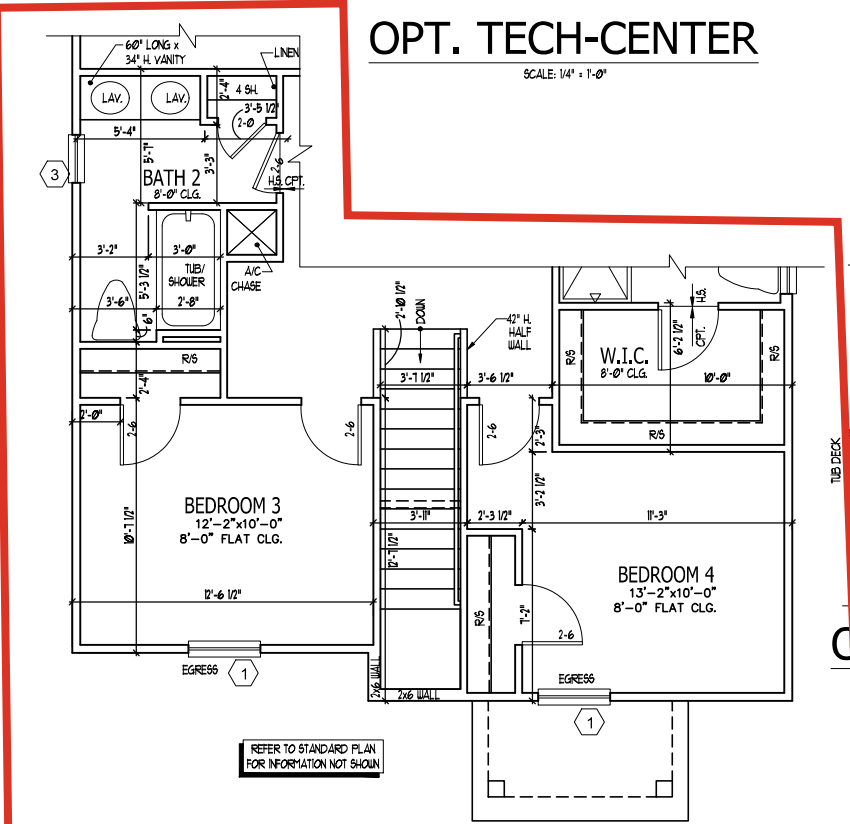 OPT. TECH-CENTER
SCALE: 1/4" = 1'-0"
60" LONG x
34" H. VANITY
LINEN
LAV.
LAV.
2'-4"
4 SH.
3'-5 1/2"
2-0
5'-4"
5'-7"
3'-3"
2-6
3
BATH 2
8'-0" CLG.
H.S. CPT.
3'-2"
3'-0"
TUB/
SHOWER
A/C
CHASE
5'-3 1/2"
3'-6"
2'-8"
6"
R/S
2'-4"
2'-0"
2-6
2-6
2'-10 1/2"
DOWN
42" H.
HALF
WALL
3'-7 1/2"
3'-6 1/2"
H.S.
CPT.
6'-2 1/2"
R/S
W.I.C.
8'-0" CLG.
R/S
10'-0"
R/S
2-6
2'-3"
3'-2 1/2"
TUB DECK
BEDROOM 3
12'-2"x10'-0"
8'-0" FLAT CLG.
10'-7 1/2"
3'-11"
2'-3 1/2"
11'-3"
12'-7 1/2"
12'-6 1/2"
BEDROOM 4
13'-2"x10'-0"
8'-0" FLAT CLG.
R/S
7'-2"
2-6
EGRESS
1
2x6 WALL
2x6 WALL
EGRESS
1
REFER TO STANDARD PLAN
FOR INFORMATION NOT SHOWN